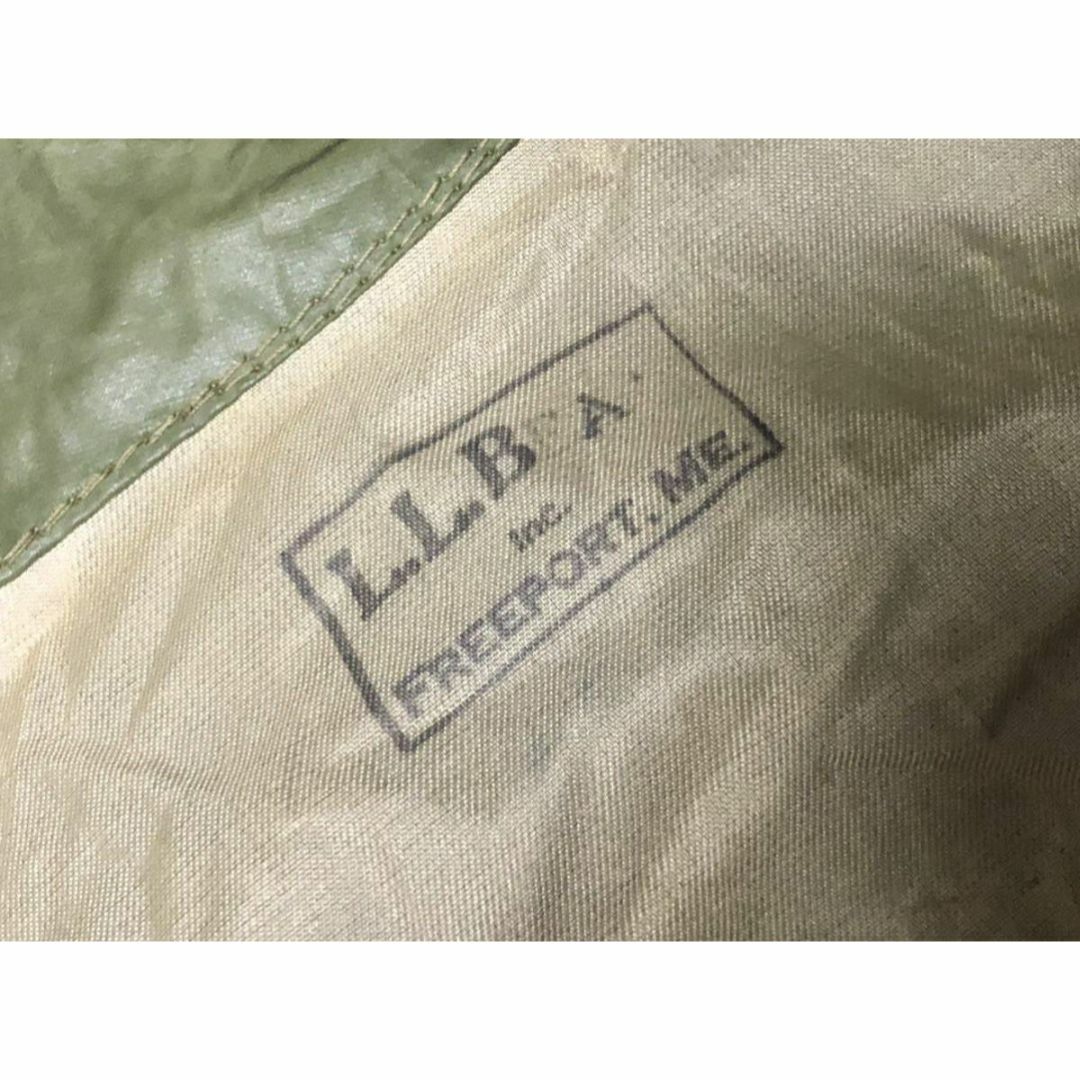 L.L.B A
Inc.
FREEPORT, ME.